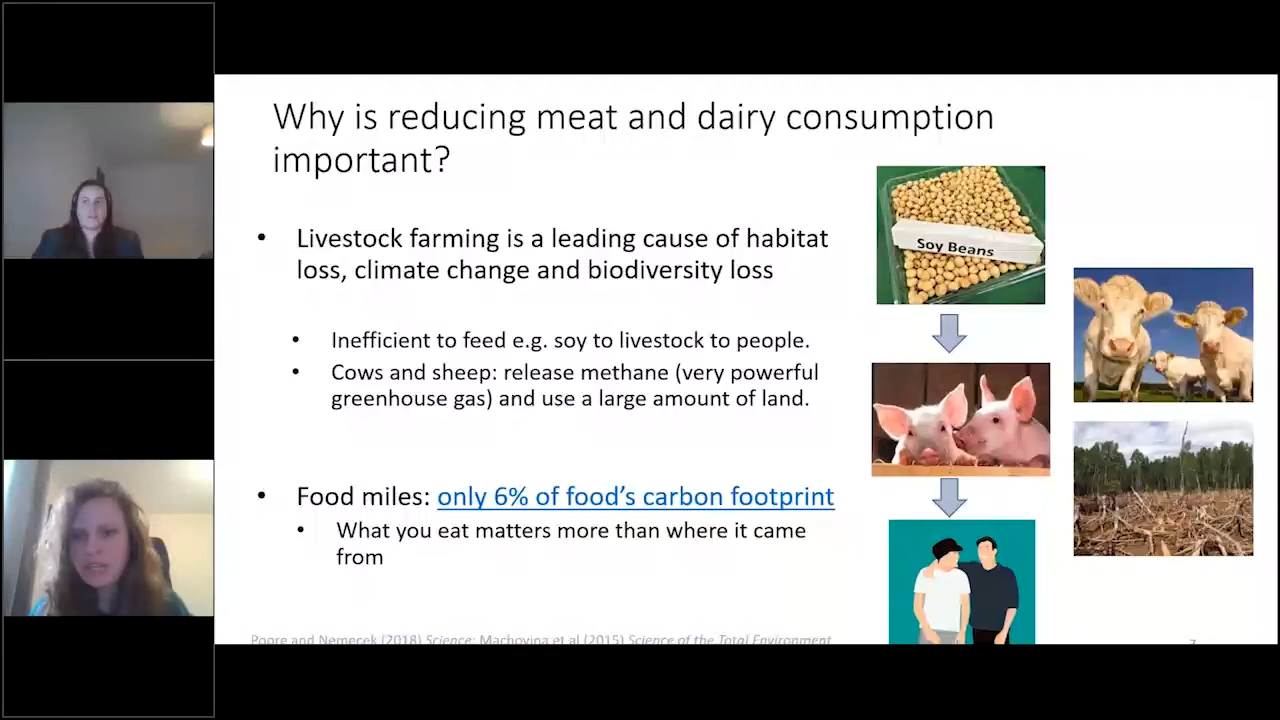 Why is reducing meat and dairy consumption
important?
Soy Beans
• Livestock farming is a leading cause of habitat
loss, climate change and biodiversity loss
• Inefficient to feed e.g. soy to livestock to people.
• Cows and sheep: release methane (very powerful
greenhouse gas) and use a large amount of land.
• Food miles: only 6% of food's carbon footprint
• What you eat matters more than where it came
from
Poore and Nemecek (2018) Science; Machovina et al (2015) Science of the Total Environment
7